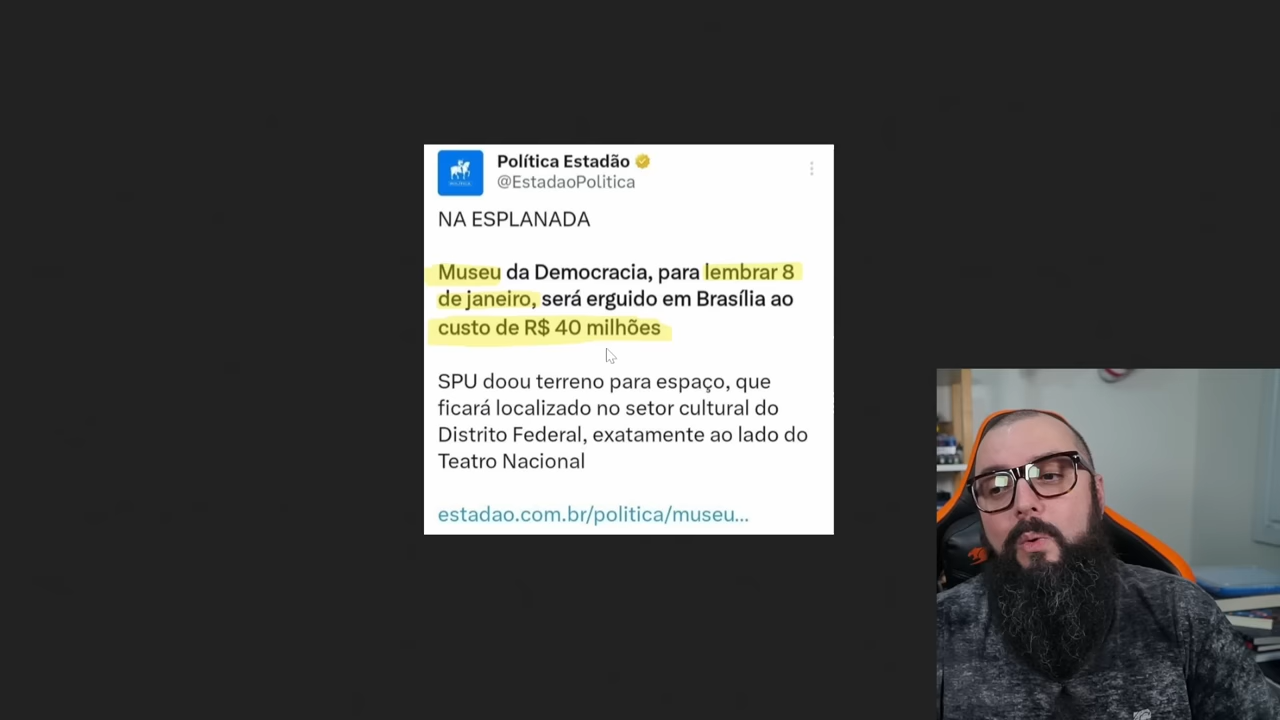 Política Estadão
@EstadaoPolitica
NA ESPLANADA
Museu da Democracia, para lembrar 8
de janeiro, será erguido em Brasília ao
custo de R$ 40 milhões
SPU doou terreno para espaço, que
ficará localizado no setor cultural do
Distrito Federal, exatamente ao lado do
Teatro Nacional
estadao.com.br/politica/museu...